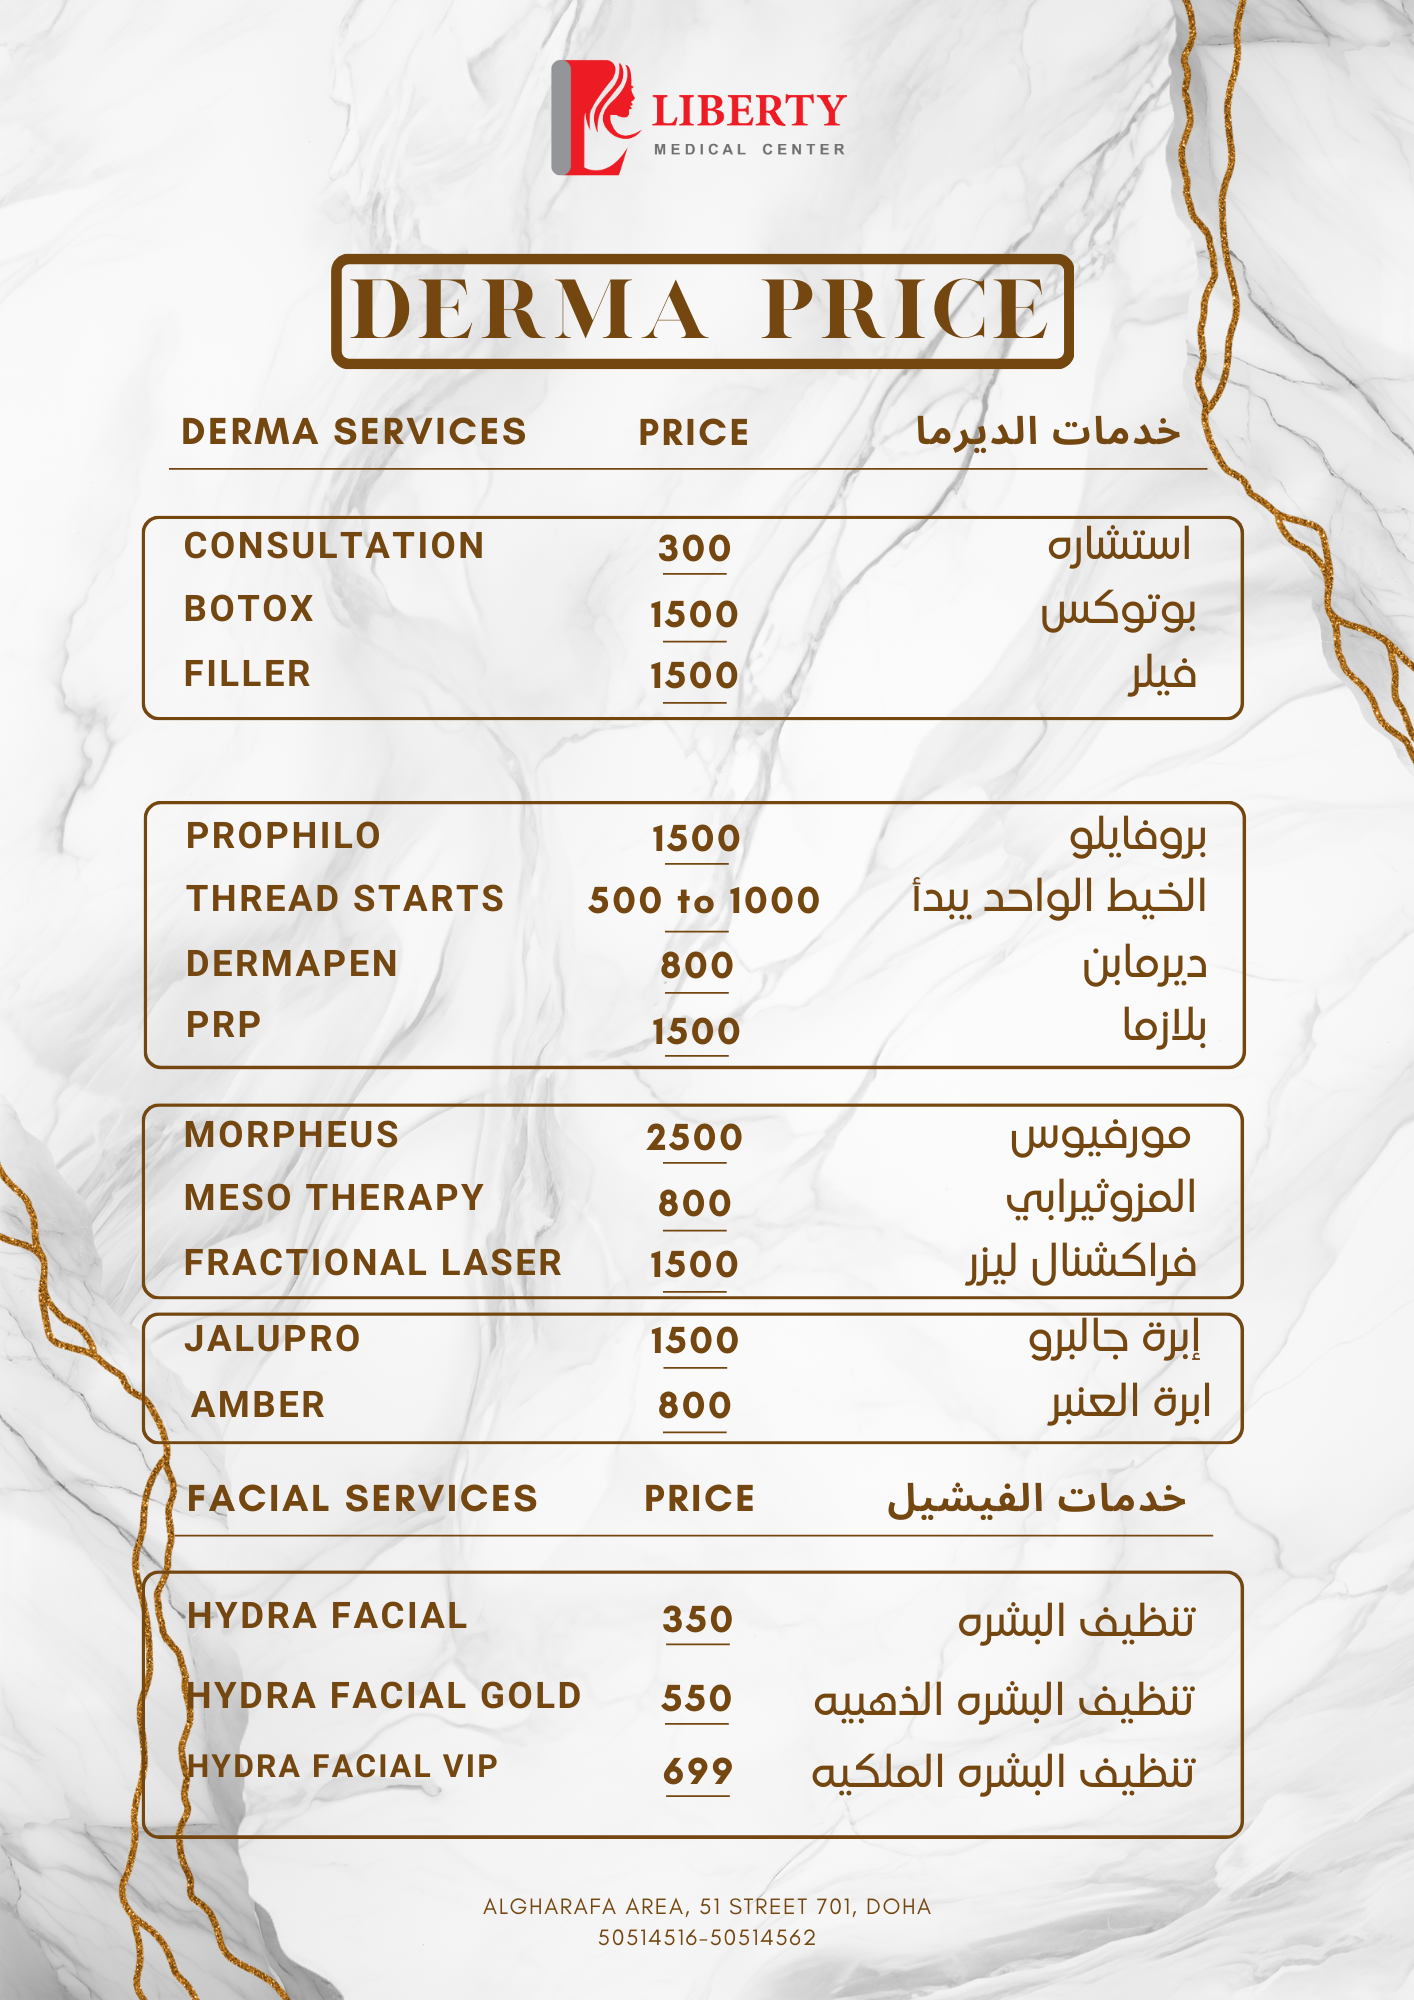 LIBERTY
MEDICAL CENTER
DERMA PRICE
DERMA SERVICES PRICE خدمات الديرما
CONSULTATION 300 استشاره
BOTOX 1500 بوتوكس
FILLER 1500 فيلر
PROPHILO 1500 بروفايلو
THREAD STARTS 500 to 1000 الخيط الواحد يبدأ
DERMAPEN 800 ديرمابن
PRP 1500 بلازما
MORPHEUS 2500 مورفيوس
MESO THERAPY 800 المزوثيرابي
FRACTIONAL LASER 1500 فراكشنال ليزر
JALUPRO 1500 إبرة جالبرو
AMBER 800 ابرة العنبر
FACIAL SERVICES PRICE خدمات الفيشيل
HYDRA FACIAL 350 تنظيف البشره
HYDRA FACIAL GOLD 550 تنظيف البشره الذهبيه
HYDRA FACIAL VIP 699 تنظيف البشره الملكيه
ALGHARAFA AREA, 51 STREET 701, DOHA
50514516-50514562